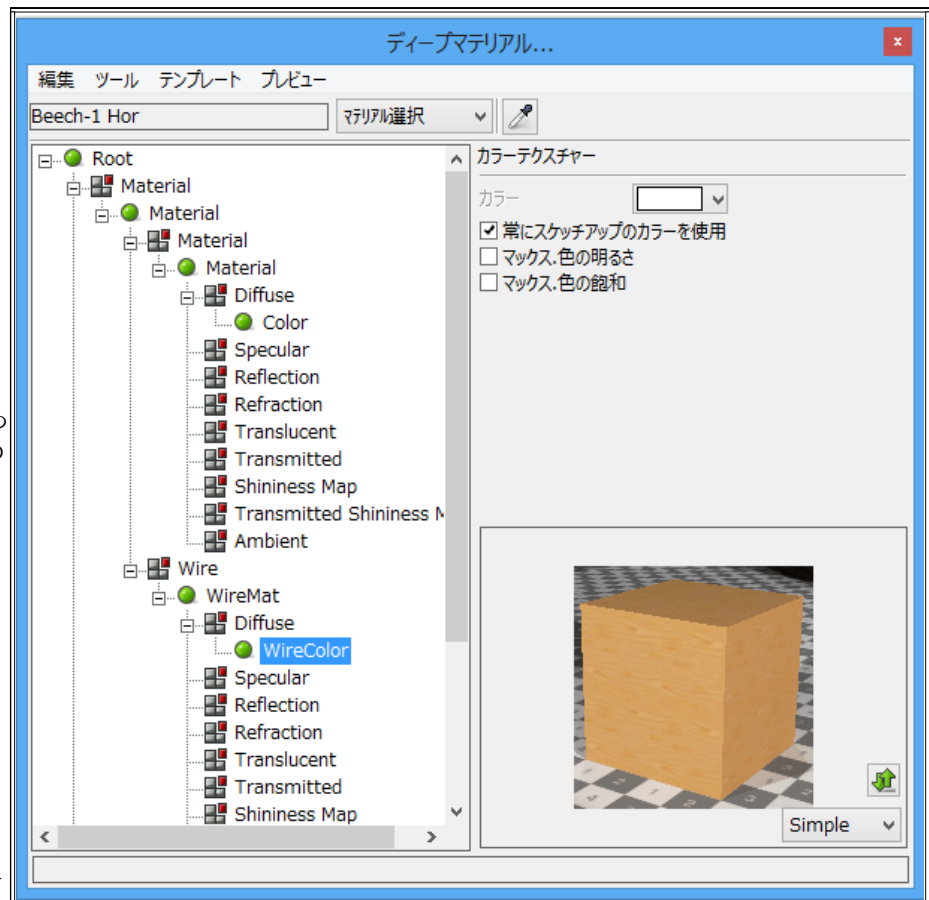 ディープマテリアル...
x
編集 ツール テンプレート プレビュー
Beech-1 Hor マテリアル選択
Root
Material
Material
Material
Material
Diffuse
Color
Specular
Reflection
Refraction
Translucent
Transmitted
Shininess Map
Transmitted Shininess M
Ambient
Wire
WireMat
Diffuse
WireColor
Specular
Reflection
Refraction
Translucent
Transmitted
Shininess Map
カラーテクスチャー
カラー
常にスケッチアップのカラーを使用
マックス.色の明るさ
マックス.色の飽和
Simple